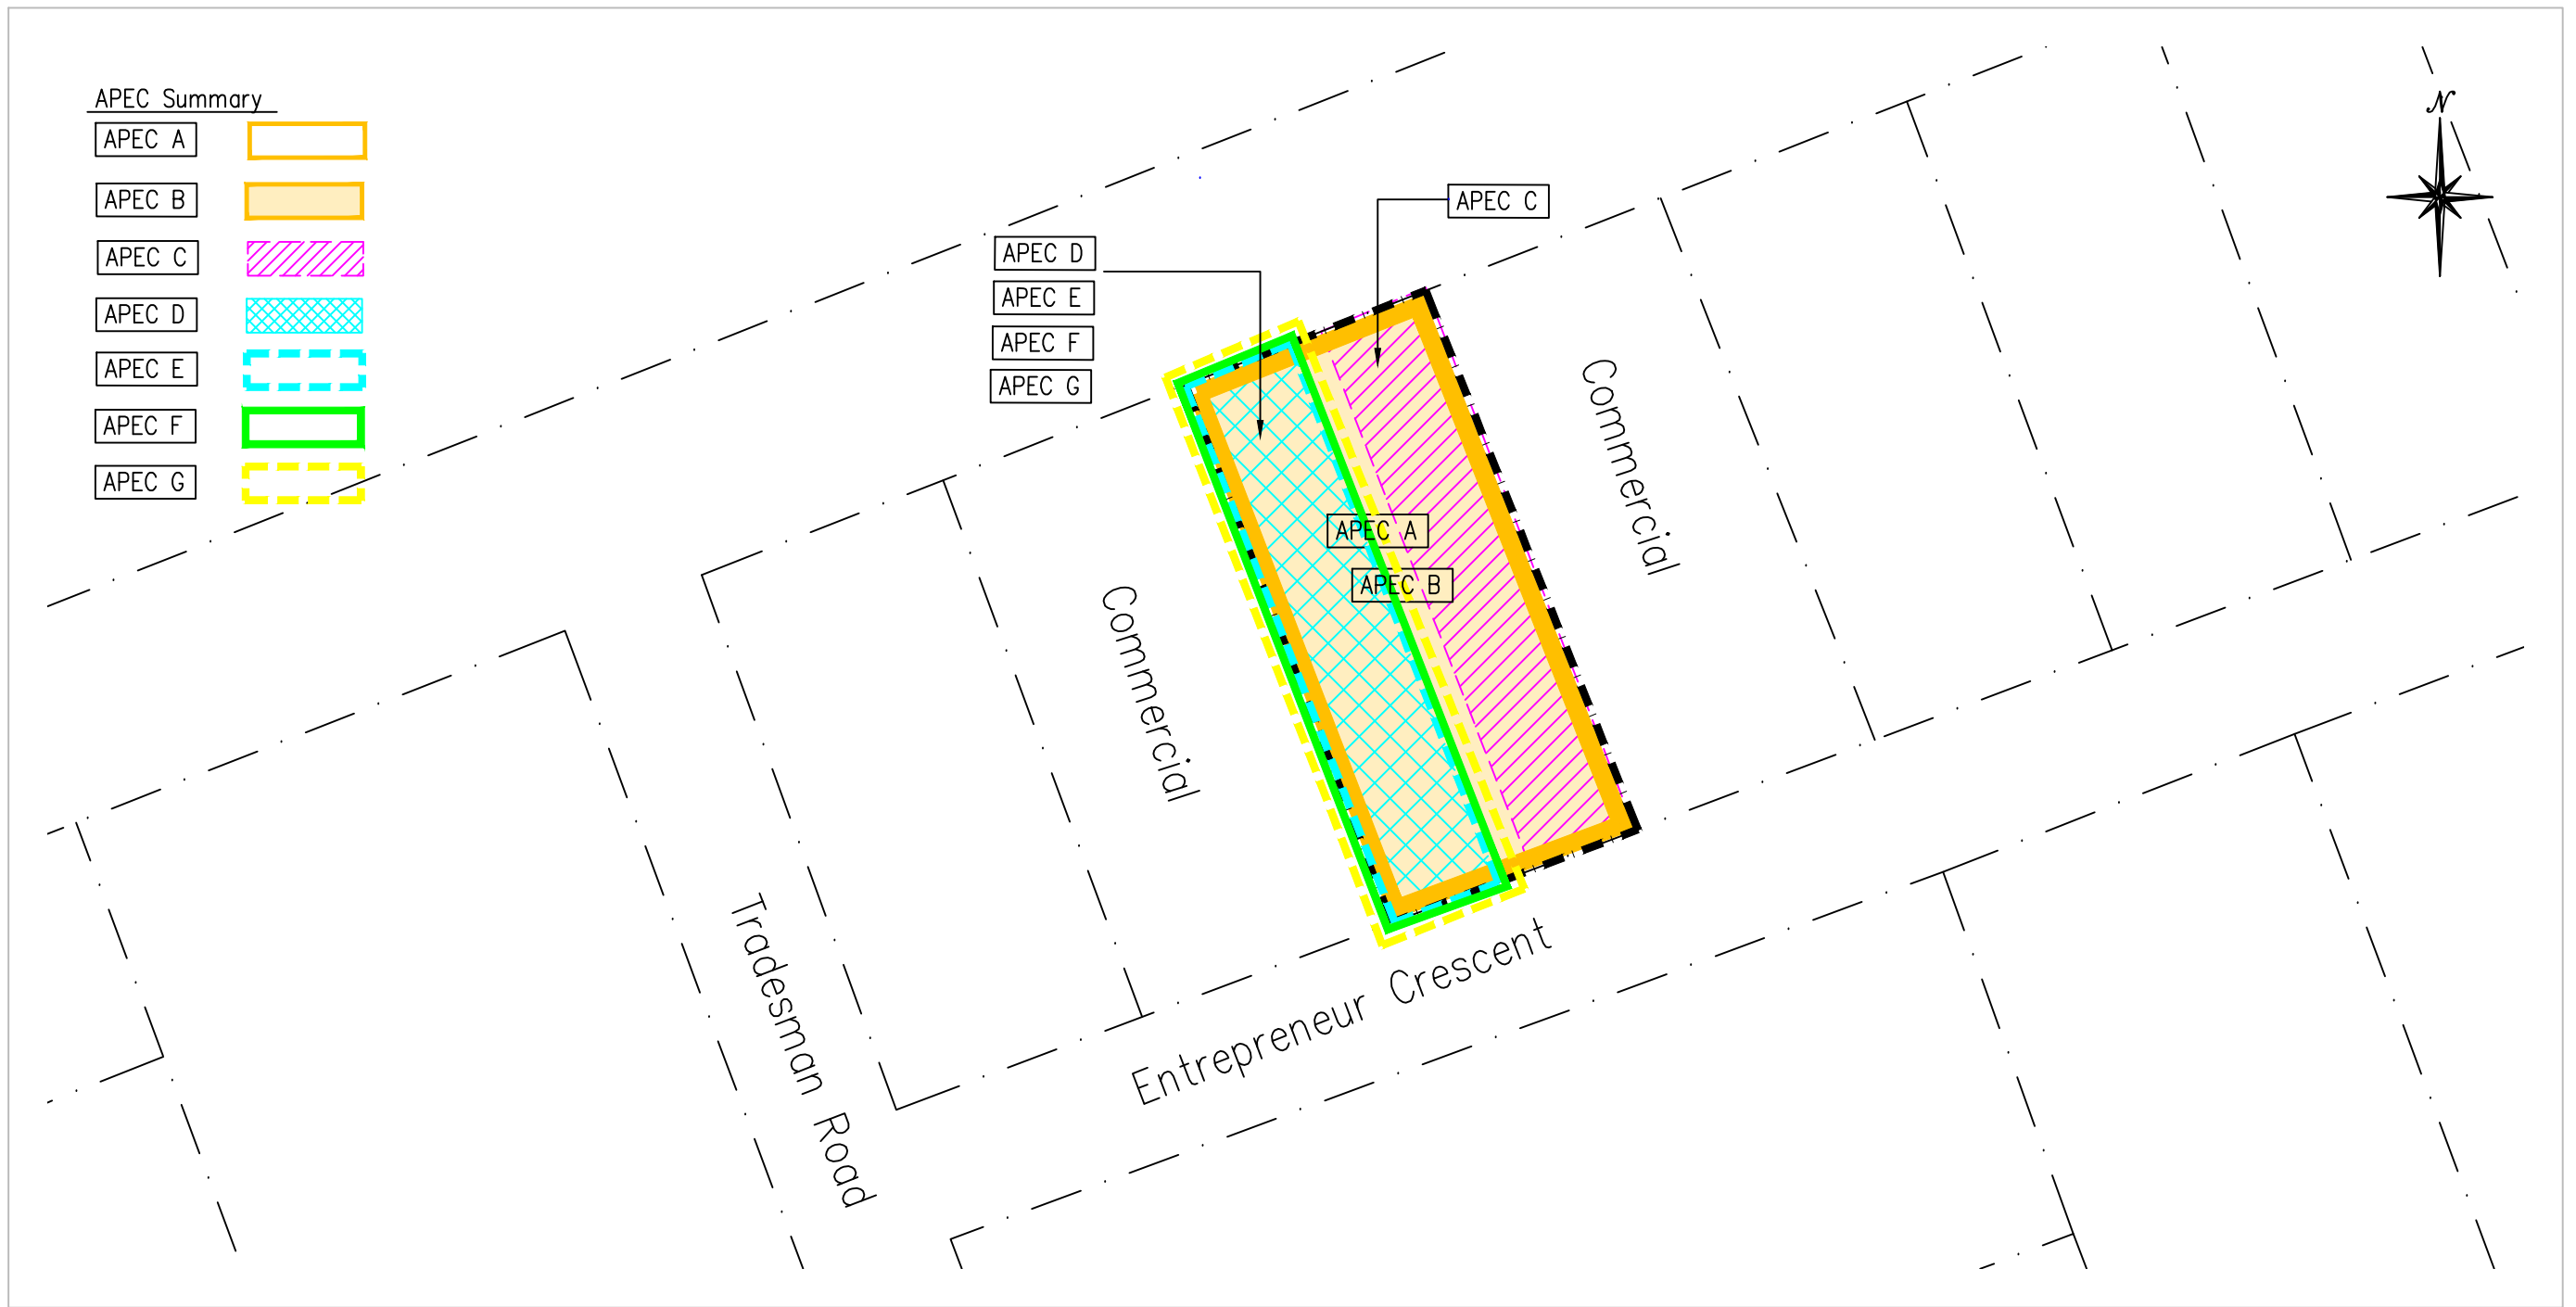 APEC Summary
APEC A
APEC B
APEC C
APEC D
APEC E
APEC F
APEC G
N
APEC C
APEC D
APEC E
APEC F
APEC G
APEC A
APEC B
Commercial
Commercial
Tradesman Road
Entrepreneur Crescent